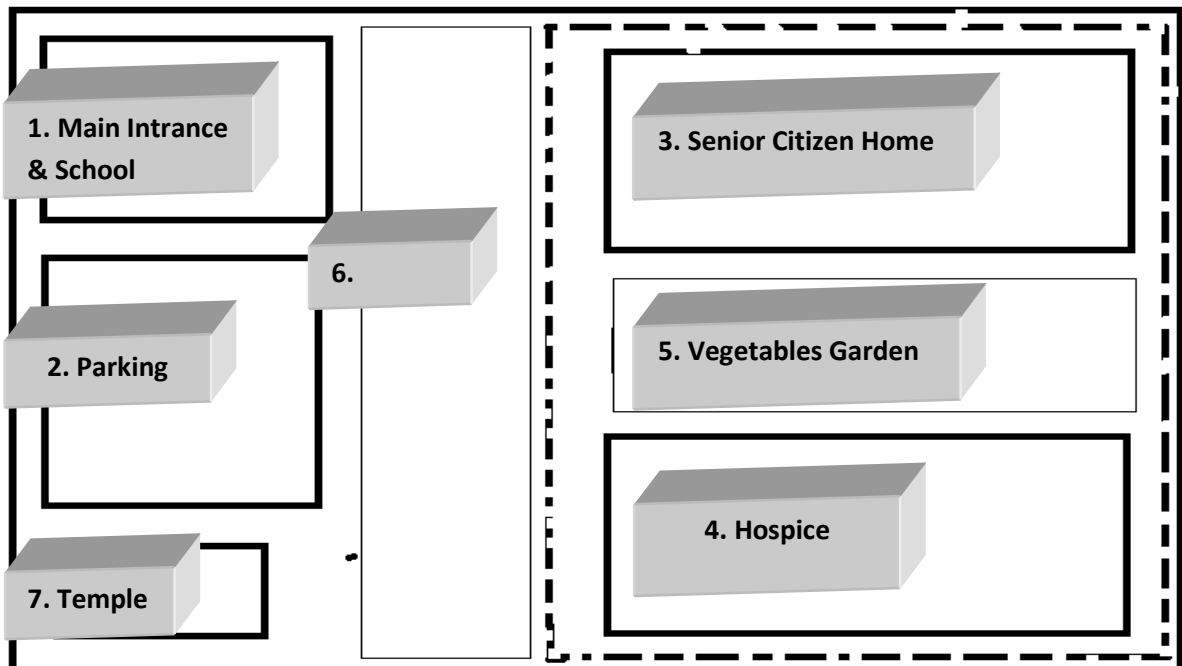 1. Main Intrance
& School
2. Parking
7. Temple
6.
3. Senior Citizen Home
5. Vegetables Garden
4. Hospice